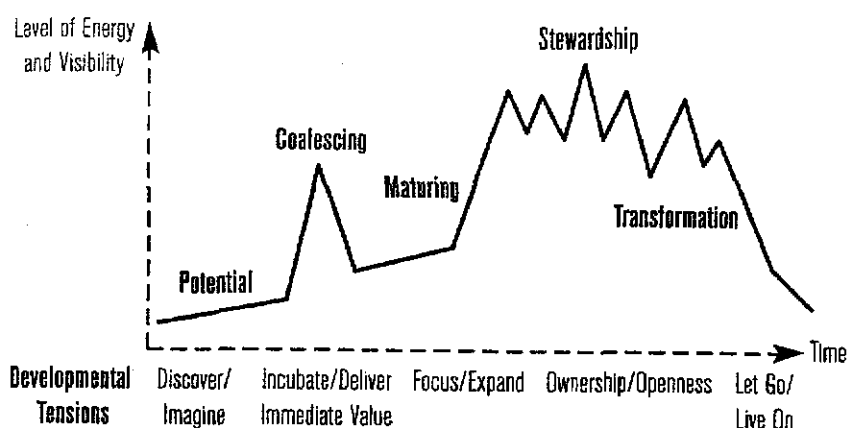 Level of Energy
and Visibility
Stewardship
Coalescing
Maturing
Transformation
Potential
Time
Developmental
Tensions
Discover/
Imagine
Incubate/Deliver
Immediate Value
Focus/Expand
Ownership/Openness
Let Go/
Live On